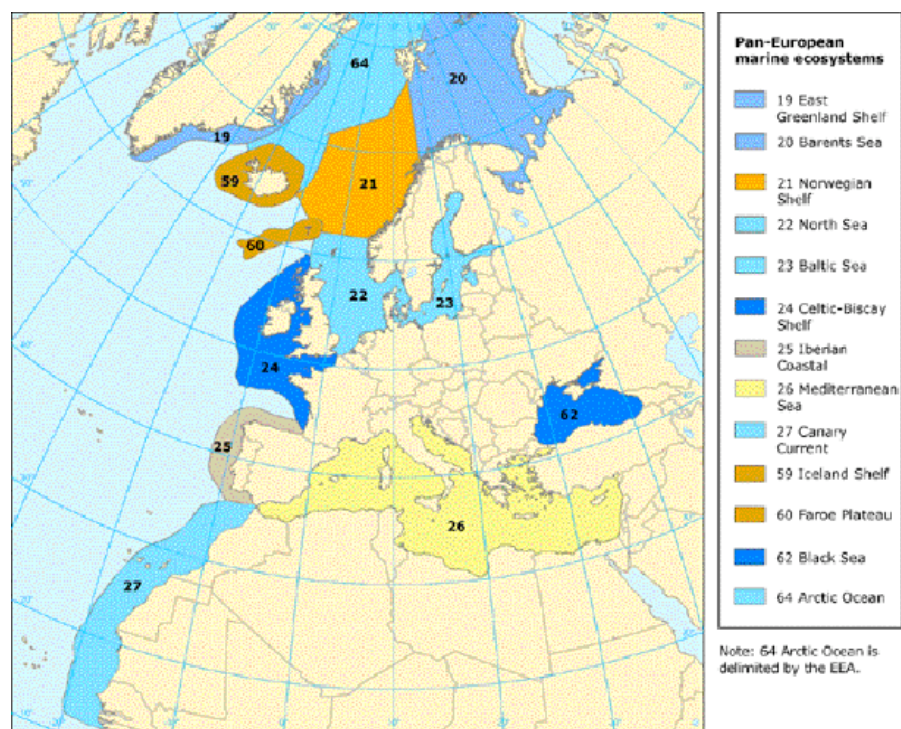 Pan-European
marine ecosystems
19 East
Greenland Shelf
20 Barents Sea
21 Norwegian
Shelf
22 North Sea
23 Baltic Sea
24 Celtic-Biscay
Shelf
25 Iberian
Coastal
26 Mediterranean
Sea
27 Canary
Current
59 Iceland Shelf
60 Faroe Plateau
62 Black Sea
64 Arctic Ocean
Note: 64 Arctic Ocean is
delimited by the EEA.
64
20
19
59
21
60
22
23
24
62
25
26
27